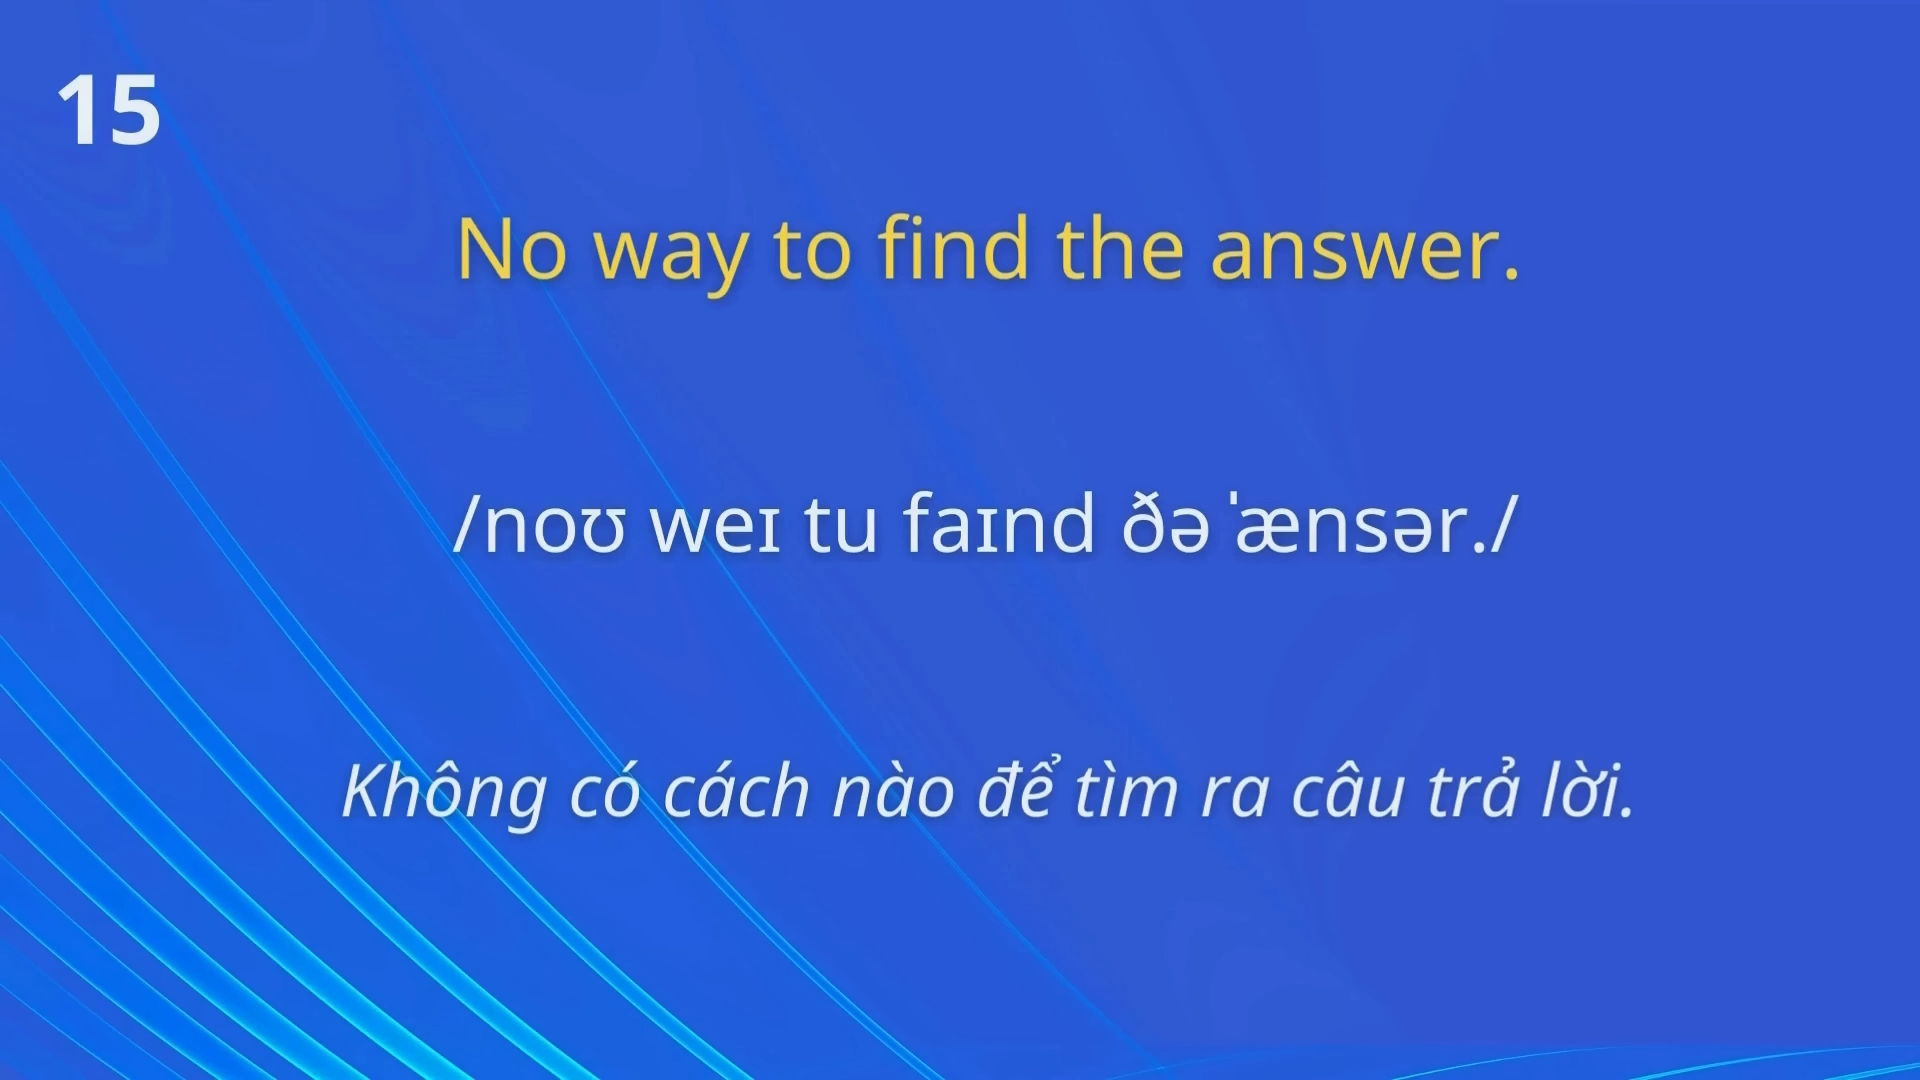 15
No way to find the answer.
/noʊ weɪ tu faɪnd ðə ˈænsər./
Không có cách nào để tìm ra câu trả lời.